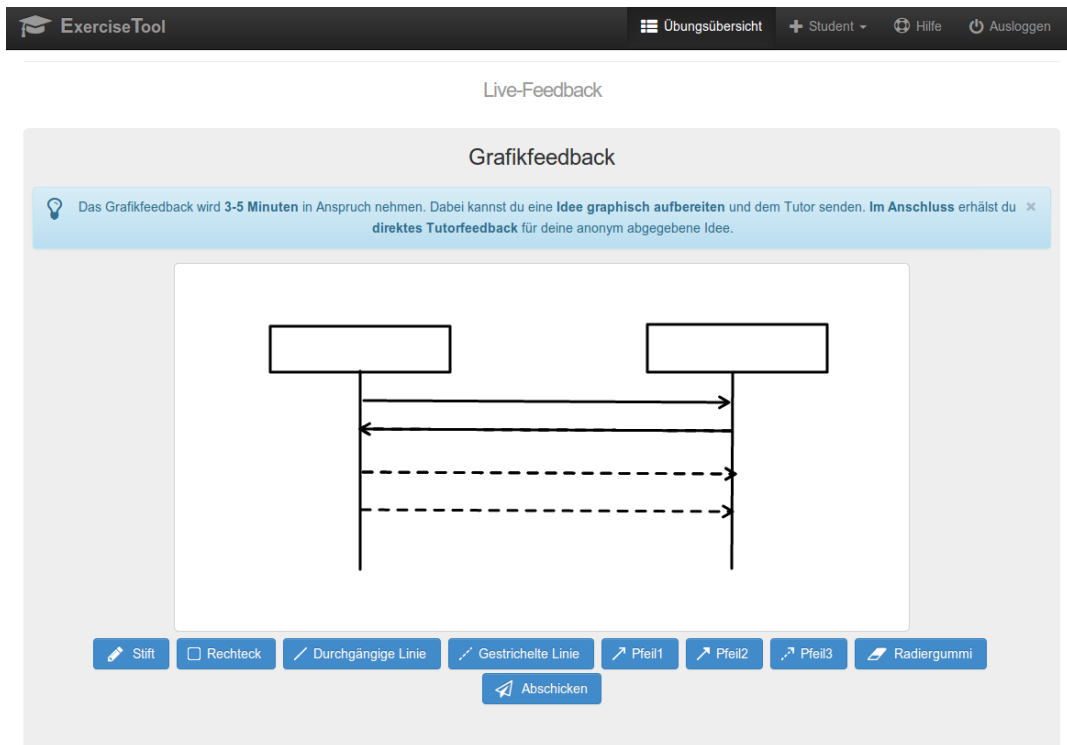 ExerciseTool
Übungsübersicht
Student
Hilfe
Ausloggen
Live-Feedback
Grafikfeedback
Das Grafikfeedback wird 3-5 Minuten in Anspruch nehmen. Dabei kannst du eine Idee graphisch aufbereiten und dem Tutor senden. Im Anschluss erhälst du ×
direktes Tutorfeedback für deine anonym abgegebene Idee.
Stift
Rechteck
Durchgängige Linie
Gestrichelte Linie
Pfeil1
Pfeil2
Pfeil3
Radiergummi
Abschicken